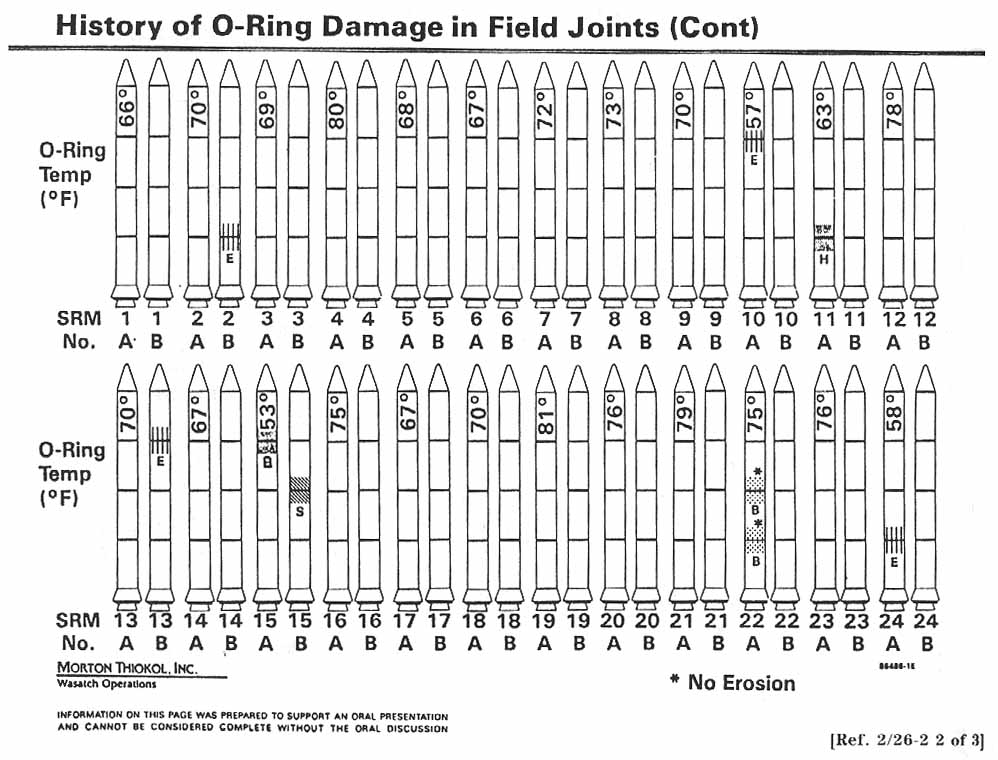 History of O-Ring Damage in Field Joints (Cont)
66° 70° 69° 80° 68° 67° 72° 73° 70° 57° 63° 78°
O-Ring
Temp
(°F)
E
E
H
SRM 1 1 2 2 3 3 4 4 5 5 6 6 7 7 8 8 9 9 10 10 11 11 12 12
No. A B A B A B A B A B A B A B A B A B A B A B A B
70° 67° 53° 75° 67° 70° 81° 76° 79° 75° 76° 58°
O-Ring
Temp
(°F)
E
B
*
S
B
*
B
E
SRM 13 13 14 14 15 15 16 16 17 17 18 18 19 19 20 20 21 21 22 22 23 23 24 24
No. A B A B A B A B A B A B A B A B A B A B A B A B
MORTON THIOKOL, INC.
Wasatch Operations
* No Erosion
INFORMATION ON THIS PAGE WAS PREPARED TO SUPPORT AN ORAL PRESENTATION
AND CANNOT BE CONSIDERED COMPLETE WITHOUT THE ORAL DISCUSSION
[Ref. 2/26-2 2 of 3]